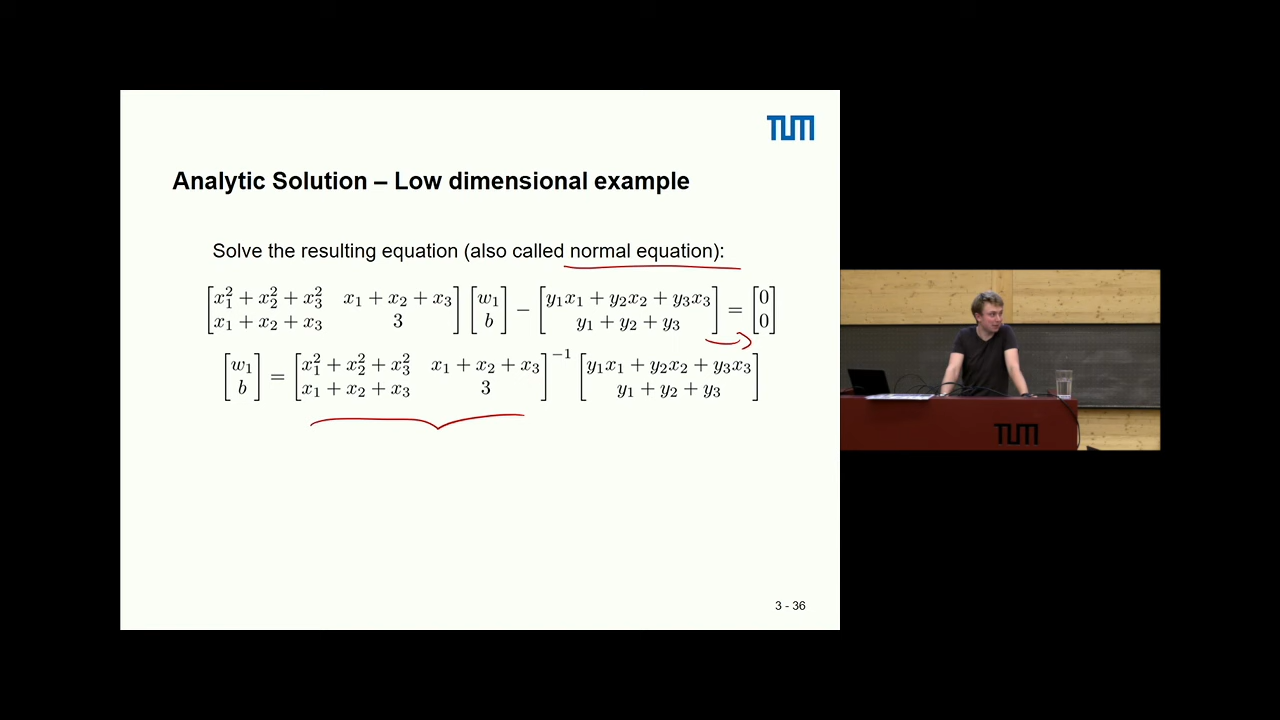 TUM
Analytic Solution – Low dimensional example
Solve the resulting equation (also called normal equation):
[x₁² + x₂² + x₃²  x₁ + x₂ + x₃; x₁ + x₂ + x₃  3] [w₁; b] − [y₁x₁ + y₂x₂ + y₃x₃; y₁ + y₂ + y₃] = [0; 0]
[w₁; b] = [x₁² + x₂² + x₃²  x₁ + x₂ + x₃; x₁ + x₂ + x₃  3]⁻¹ [y₁x₁ + y₂x₂ + y₃x₃; y₁ + y₂ + y₃]
TUM
3 - 36